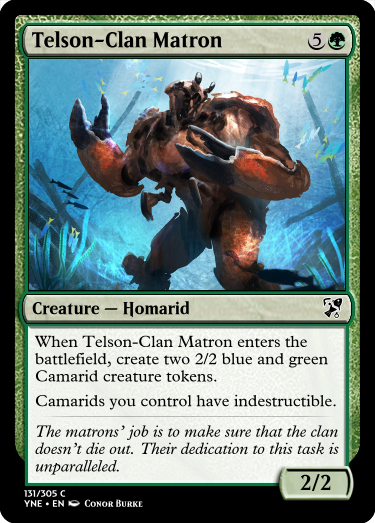 Telson-Clan Matron 5
Creature — Homarid
When Telson-Clan Matron enters the
battlefield, create two 2/2 blue and green
Camarid creature tokens.
Camarids you control have indestructible.
The matrons' job is to make sure that the clan
doesn't die out. Their dedication to this task is
unparalleled.
2/2
131/305 C
YNE • EN Conor Burke